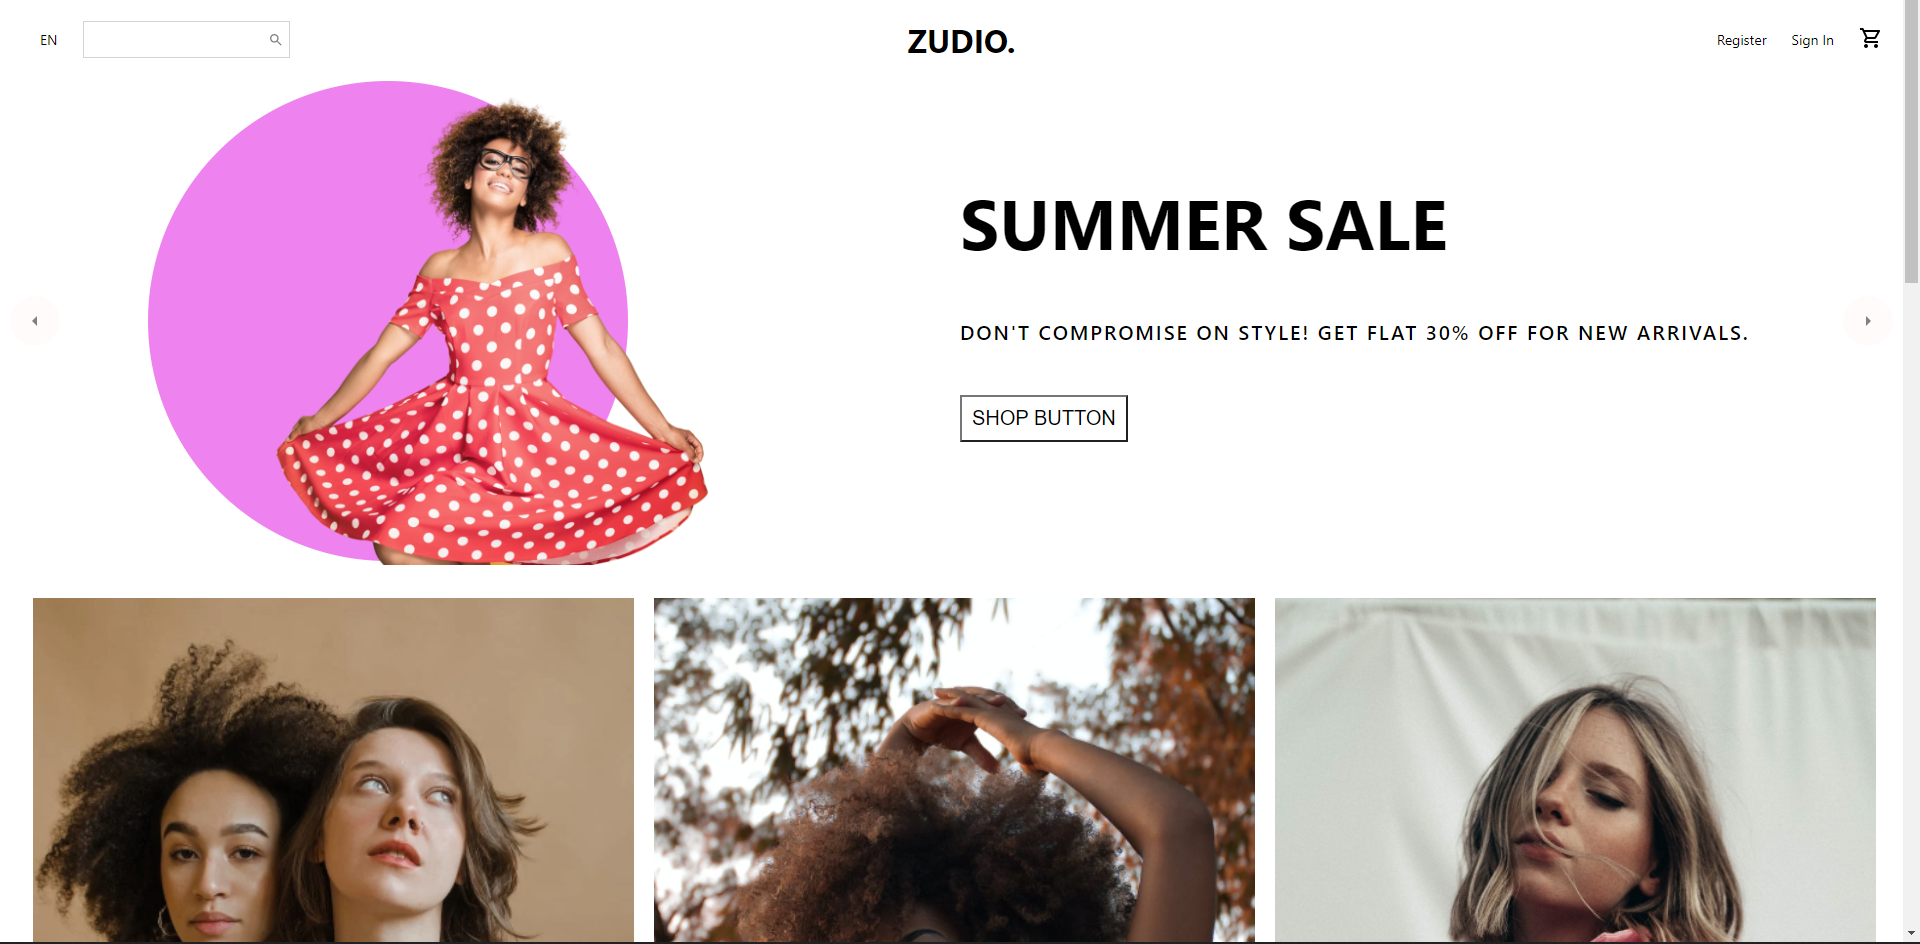 EN
ZUDIO.
Register
Sign In
SUMMER SALE
DON'T COMPROMISE ON STYLE! GET FLAT 30% OFF FOR NEW ARRIVALS.
SHOP BUTTON